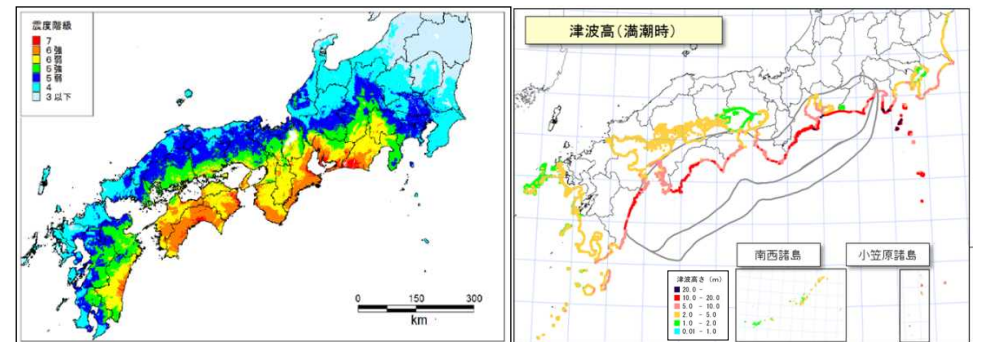 震度階級
7
6強
6弱
5強
5弱
4
3以下
0 150 300
km
津波高(満潮時)
南西諸島
小笠原諸島
津波高さ (m)
20.0 -
10.0 - 20.0
5.0 - 10.0
2.0 - 5.0
1.0 - 2.0
0.01 - 1.0